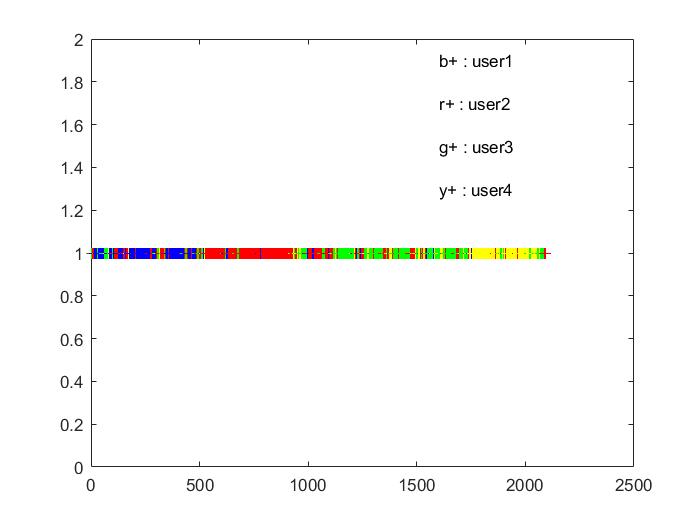 2
1.8
1.6
1.4
1.2
1
0.8
0.6
0.4
0.2
0
b+ : user1
r+ : user2
g+ : user3
y+ : user4
0 500 1000 1500 2000 2500